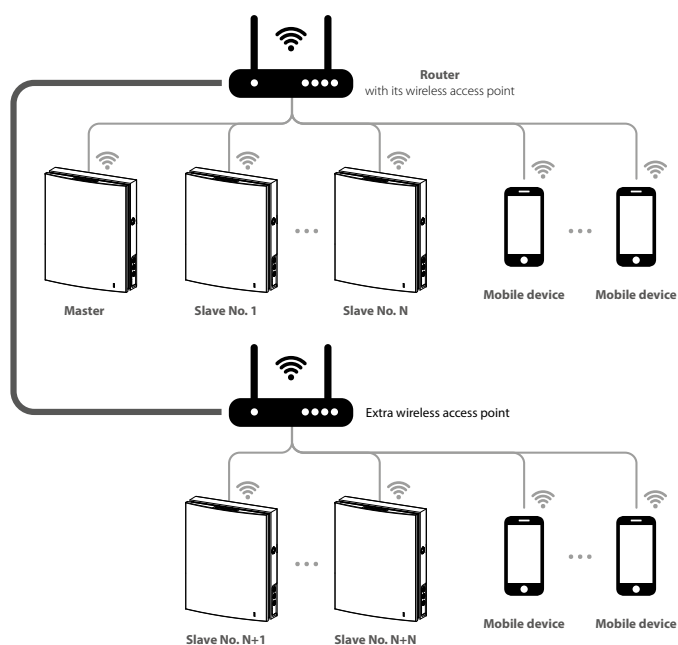 Router
with its wireless access point
Master
Slave No. 1
Slave No. N
Mobile device
Mobile device
Extra wireless access point
Slave No. N+1
Slave No. N+N
Mobile device
Mobile device